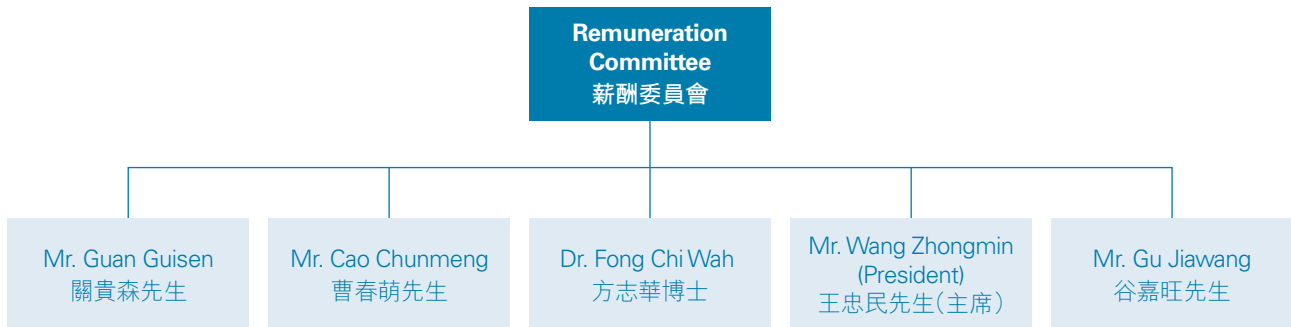 Remuneration
Committee
薪酬委員會
Mr. Guan Guisen
關貴森先生
Mr. Cao Chunmeng
曹春萌先生
Dr. Fong Chi Wah
方志華博士
Mr. Wang Zhongmin
(President)
王忠民先生(主席)
Mr. Gu Jiawang
谷嘉旺先生